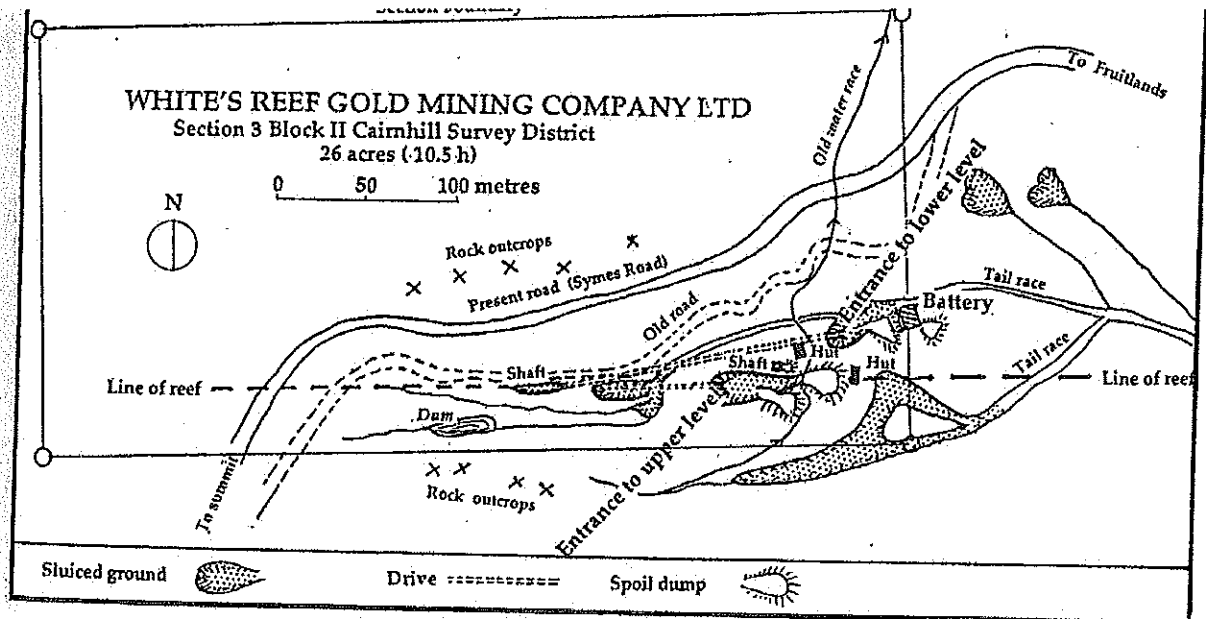 Section boundary
WHITE'S REEF GOLD MINING COMPANY LTD
Section 3 Block II Cairnhill Survey District
26 acres (·10.5 h)
0 50 100 metres
N
To Fruitlands
Old water race
Rock outcrops
Present road (Symes Road)
Entrance to lower level
Old road
Tail race
Battery
Shaft
Shaft
Hut
Hut
Tail race
Line of reef
Line of reef
Dam
Entrance to upper level
Rock outcrops
To summit
Sluiced ground
Drive
Spoil dump